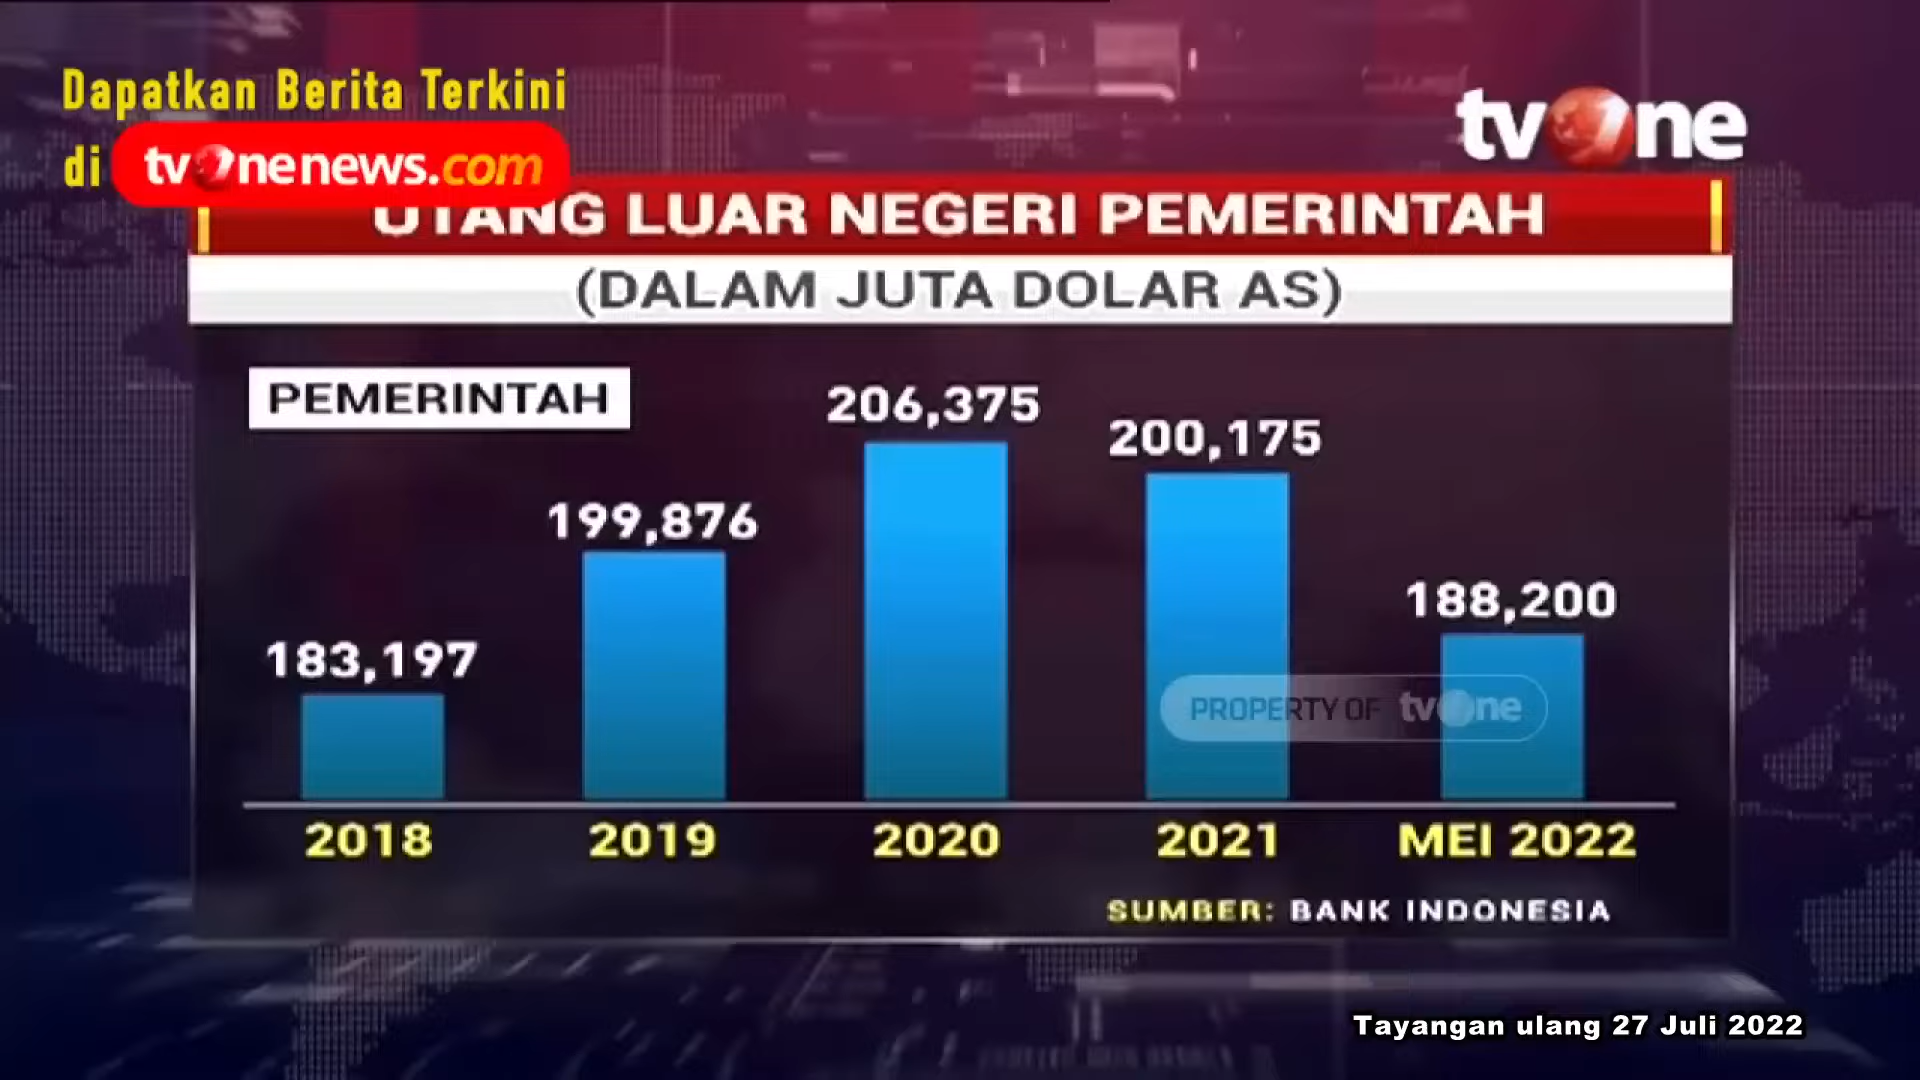 Dapatkan Berita Terkini
di tvOnenews.com
tvOne
UTANG LUAR NEGERI PEMERINTAH
(DALAM JUTA DOLAR AS)
PEMERINTAH
183,197
199,876
206,375
200,175
188,200
PROPERTY OF tvOne
2018
2019
2020
2021
MEI 2022
SUMBER: BANK INDONESIA
Tayangan ulang 27 Juli 2022